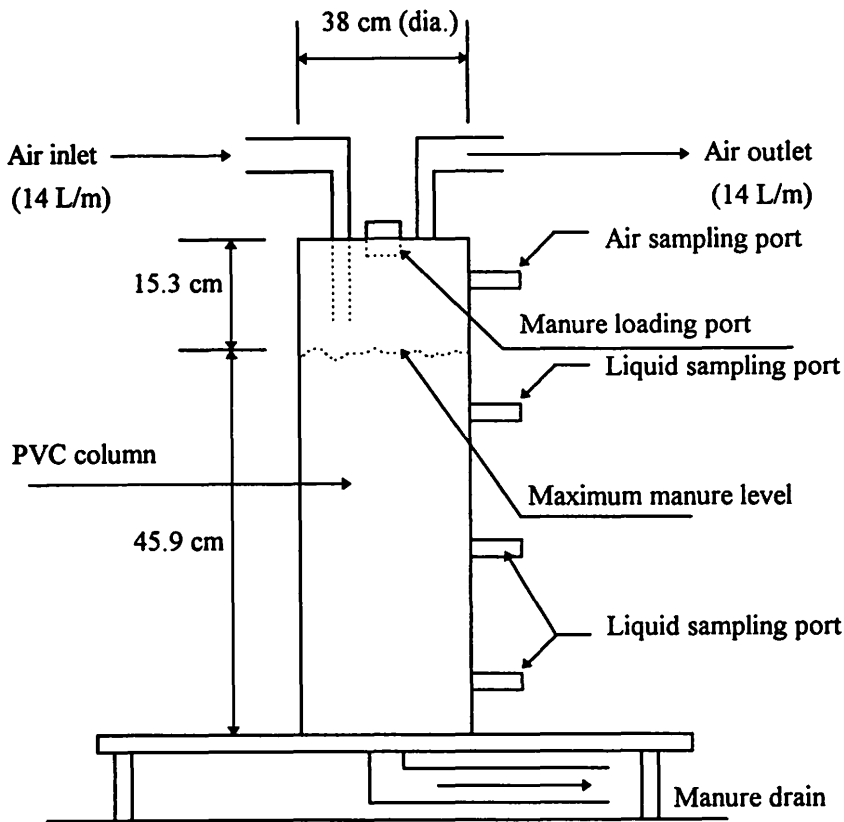 38 cm (dia.)
Air inlet
(14 L/m)
Air outlet
(14 L/m)
Air sampling port
15.3 cm
Manure loading port
Liquid sampling port
PVC column
Maximum manure level
45.9 cm
Liquid sampling port
Manure drain